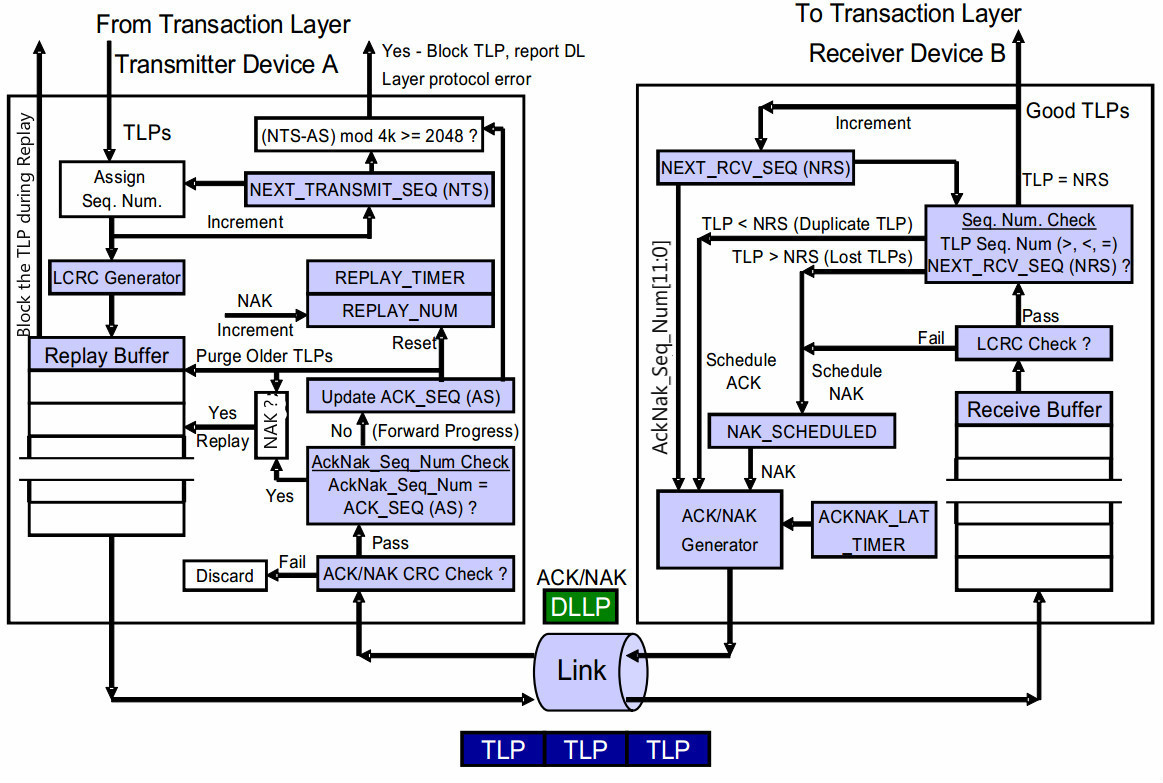 From Transaction Layer
Transmitter Device A
Yes - Block TLP, report DL
Layer protocol error
Block the TLP during Replay
TLPs
(NTS-AS) mod 4k >= 2048 ?
Assign
Seq. Num.
NEXT_TRANSMIT_SEQ (NTS)
Increment
LCRC Generator
REPLAY_TIMER
REPLAY_NUM
NAK
Increment
Reset
Replay Buffer
Purge Older TLPs
Update ACK_SEQ (AS)
NAK ?
Yes
Replay
No (Forward Progress)
AckNak_Seq_Num Check
AckNak_Seq_Num =
ACK_SEQ (AS) ?
Yes
Pass
Fail
Discard
ACK/NAK CRC Check ?
ACK/NAK
DLLP
Link
TLP TLP TLP
To Transaction Layer
Receiver Device B
Good TLPs
Increment
NEXT_RCV_SEQ (NRS)
TLP = NRS
TLP < NRS (Duplicate TLP)
TLP > NRS (Lost TLPs)
Seq. Num. Check
TLP Seq. Num (>, <, =)
NEXT_RCV_SEQ (NRS) ?
AckNak_Seq_Num[11:0]
Pass
Fail
LCRC Check ?
Schedule
ACK
Schedule
NAK
Receive Buffer
NAK_SCHEDULED
NAK
ACK/NAK
Generator
ACKNAK_LAT
_TIMER